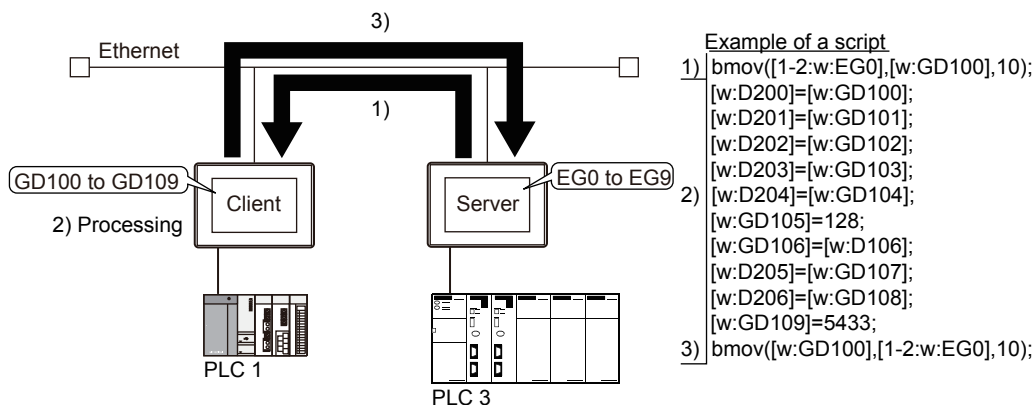 3)
Ethernet
1)
GD100 to GD109
Client
2) Processing
PLC 1
EG0 to EG9
Server
PLC 3
Example of a script
1) bmov([1-2:w:EG0],[w:GD100],10);
[w:D200]=[w:GD100];
[w:D201]=[w:GD101];
[w:D202]=[w:GD102];
[w:D203]=[w:GD103];
2) [w:D204]=[w:GD104];
[w:GD105]=128;
[w:GD106]=[w:D106];
[w:D205]=[w:GD107];
[w:D206]=[w:GD108];
[w:GD109]=5433;
3) bmov([w:GD100],[1-2:w:EG0],10);